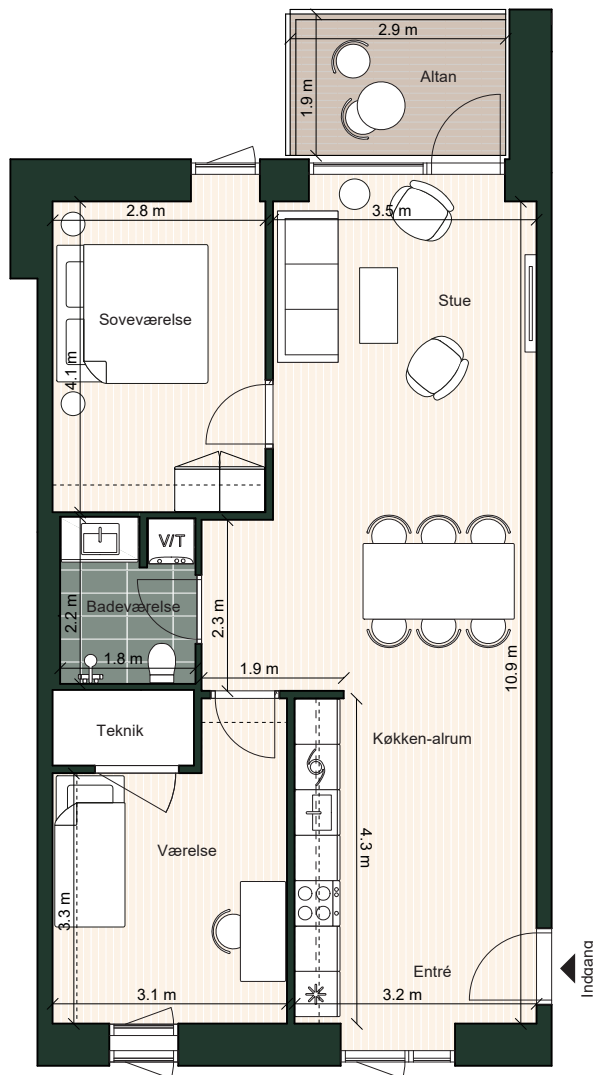 2.9 m
Altan
1.9 m
2.8 m
3.5 m
Stue
Soveværelse
4.1 m
V/T
Badeværelse
2.2 m
2.3 m
1.8 m
1.9 m
10.9 m
Teknik
Køkken-alrum
Værelse
4.3 m
3.3 m
Entré
Indgang
3.1 m
3.2 m